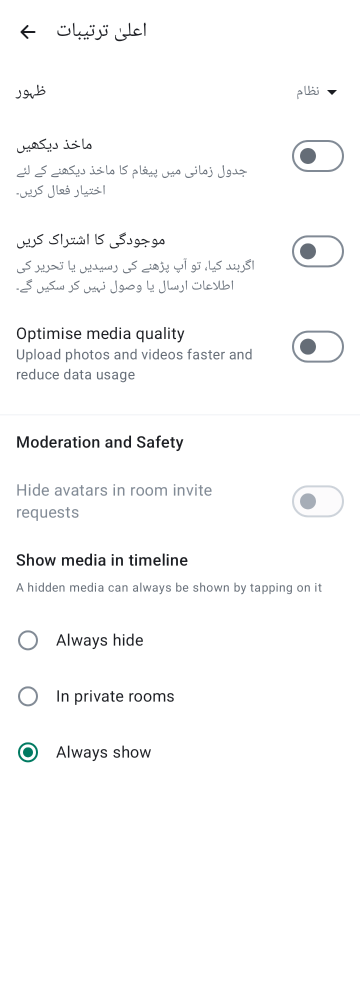 اعلیٰ ترتیبات
ظہور
نظام
ماخذ دیکھیں
جدول زمانی میں پیغام کا ماخذ دیکھنے کے لئے
اختیار فعال کریں۔
موجودگی کا اشتراک کریں
اگربند کیا، تو آپ پڑھنے کی رسیدیں یا تحریر کی
اطلاعات ارسال یا وصول نہیں کر سکیں گے۔
Optimise media quality
Upload photos and videos faster and
reduce data usage
Moderation and Safety
Hide avatars in room invite
requests
Show media in timeline
A hidden media can always be shown by tapping on it
Always hide
In private rooms
Always show